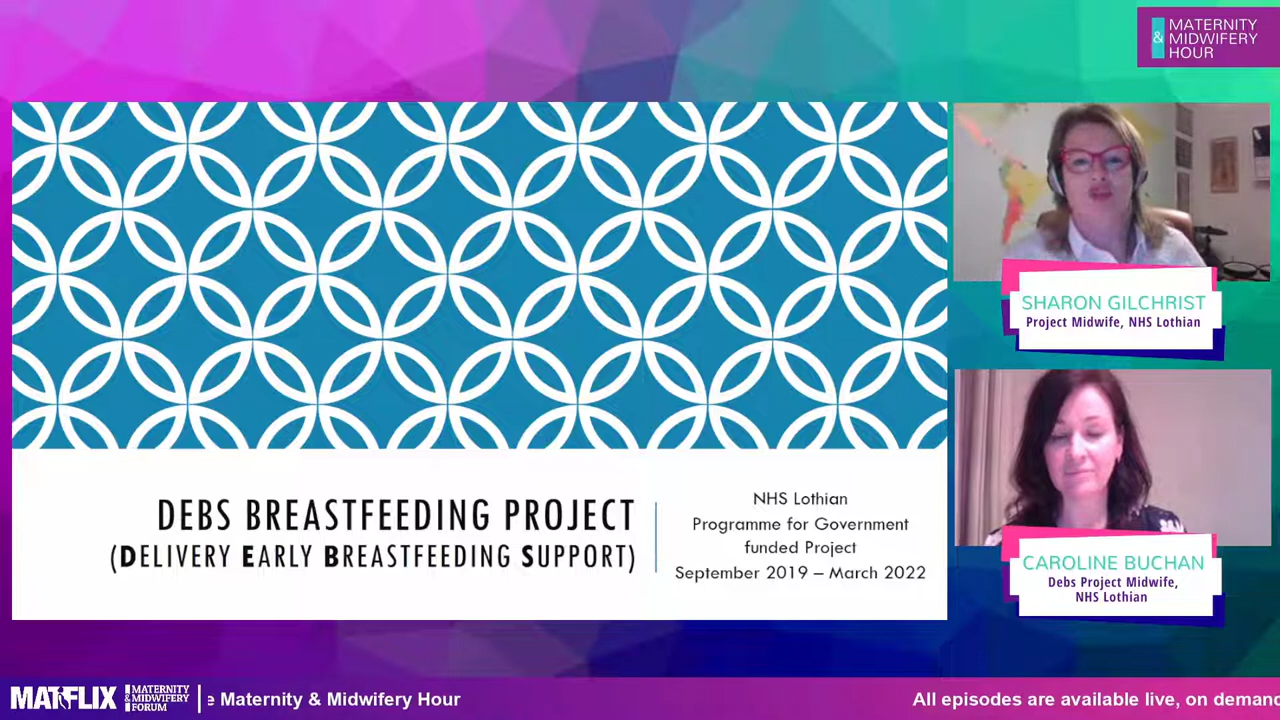 MATERNITY
& MIDWIFERY
HOUR
SHARON GILCHRIST
Project Midwife, NHS Lothian
DEBS BREASTFEEDING PROJECT
(DELIVERY EARLY BREASTFEEDING SUPPORT)
NHS Lothian
Programme for Government
funded Project
September 2019 – March 2022
CAROLINE BUCHAN
Debs Project Midwife,
NHS Lothian
MATFLIX
MATERNITY
& MIDWIFERY
FORUM
e Maternity & Midwifery Hour
All episodes are available live, on demand